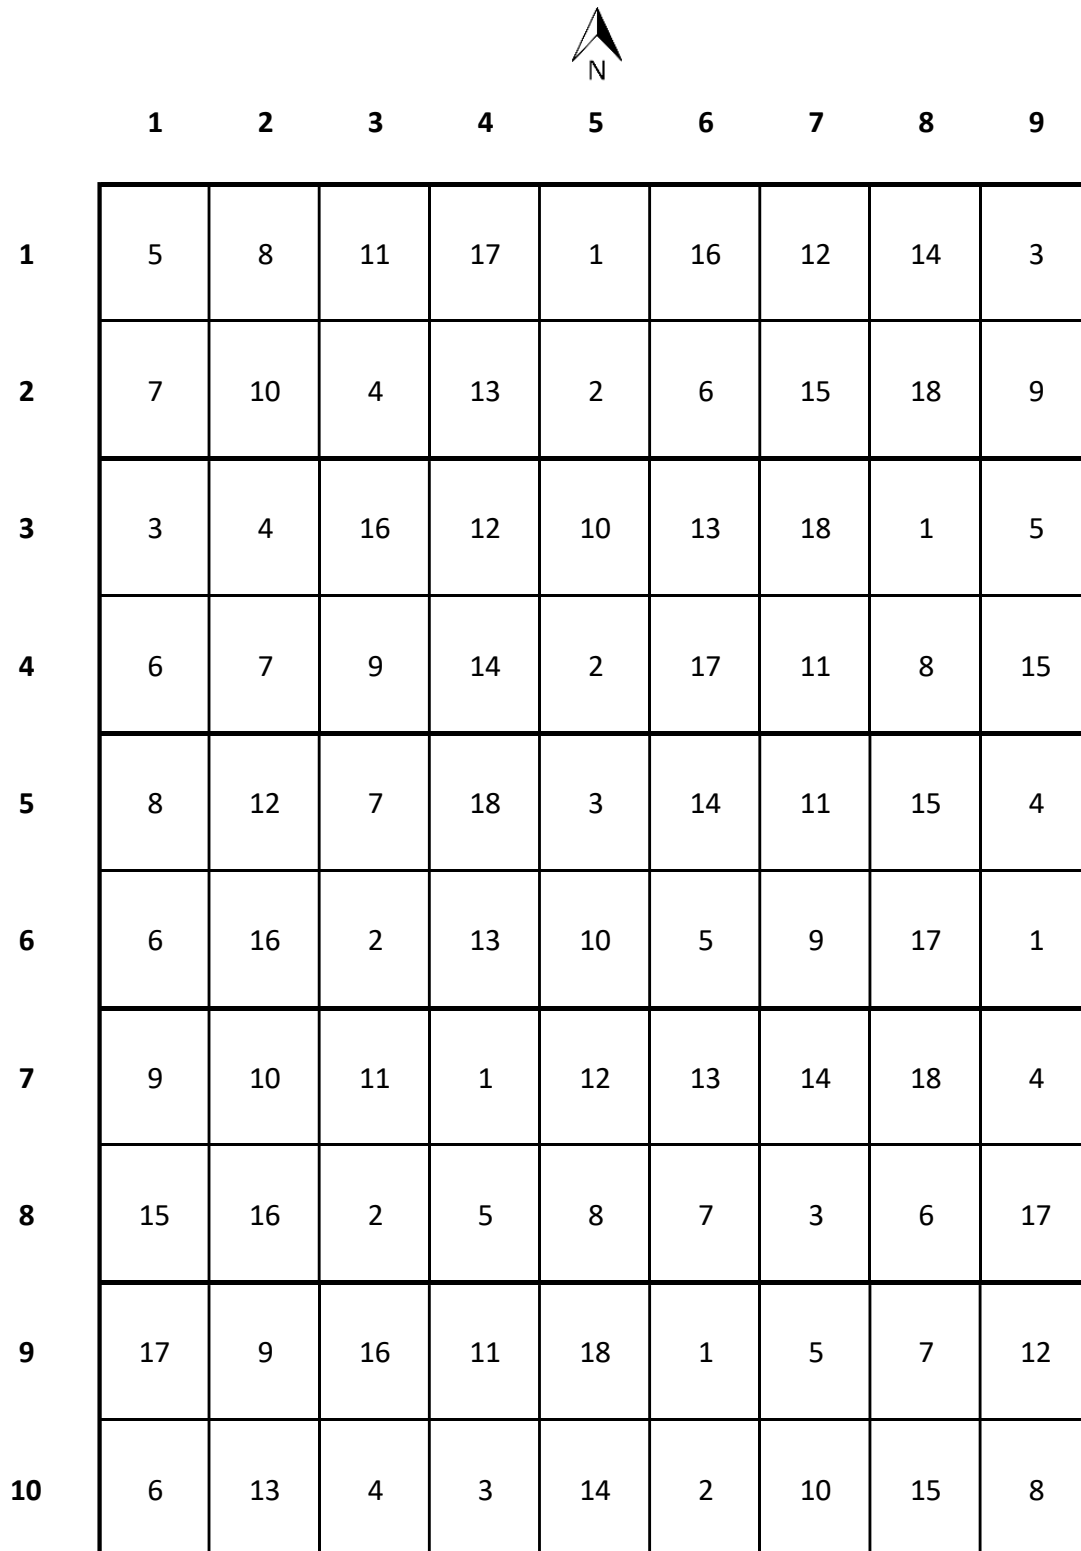 N
1 2 3 4 5 6 7 8 9
1 5 8 11 17 1 16 12 14 3
2 7 10 4 13 2 6 15 18 9
3 3 4 16 12 10 13 18 1 5
4 6 7 9 14 2 17 11 8 15
5 8 12 7 18 3 14 11 15 4
6 6 16 2 13 10 5 9 17 1
7 9 10 11 1 12 13 14 18 4
8 15 16 2 5 8 7 3 6 17
9 17 9 16 11 18 1 5 7 12
10 6 13 4 3 14 2 10 15 8